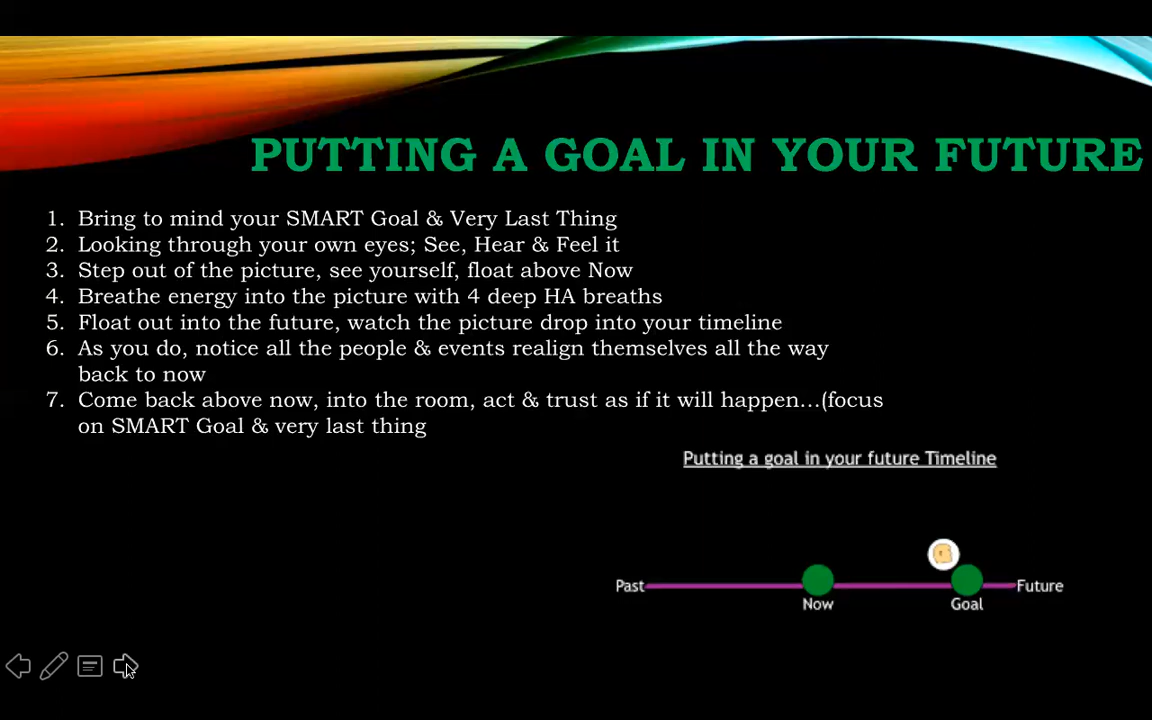 PUTTING A GOAL IN YOUR FUTURE
1. Bring to mind your SMART Goal & Very Last Thing
2. Looking through your own eyes; See, Hear & Feel it
3. Step out of the picture, see yourself, float above Now
4. Breathe energy into the picture with 4 deep HA breaths
5. Float out into the future, watch the picture drop into your timeline
6. As you do, notice all the people & events realign themselves all the way
back to now
7. Come back above now, into the room, act & trust as if it will happen...(focus
on SMART Goal & very last thing
Putting a goal in your future Timeline
Past
Future
Now
Goal